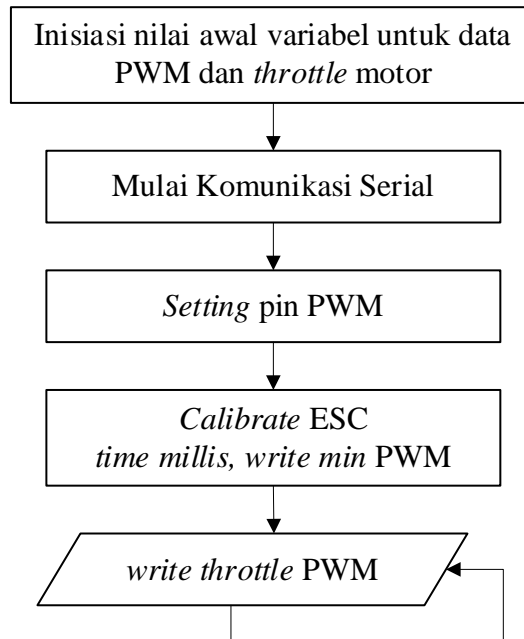 Inisiasi nilai awal variabel untuk data
PWM dan throttle motor
Mulai Komunikasi Serial
Setting pin PWM
Calibrate ESC
time millis, write min PWM
write throttle PWM